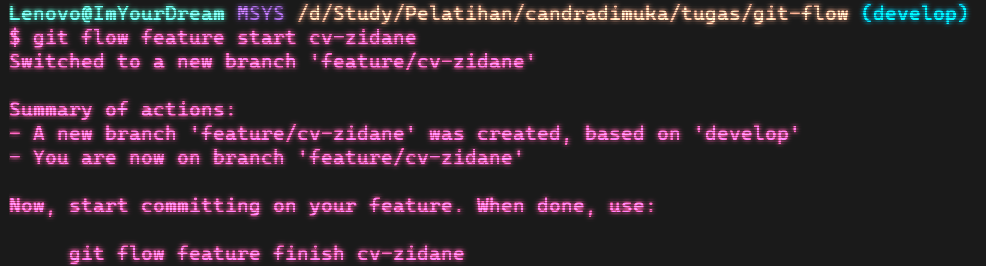 Lenovo@ImYourDream MSYS /d/Study/Pelatihan/candradimuka/tugas/git-flow (develop)
$ git flow feature start cv-zidane
Switched to a new branch 'feature/cv-zidane'
Summary of actions:
- A new branch 'feature/cv-zidane' was created, based on 'develop'
- You are now on branch 'feature/cv-zidane'
Now, start committing on your feature. When done, use:
git flow feature finish cv-zidane